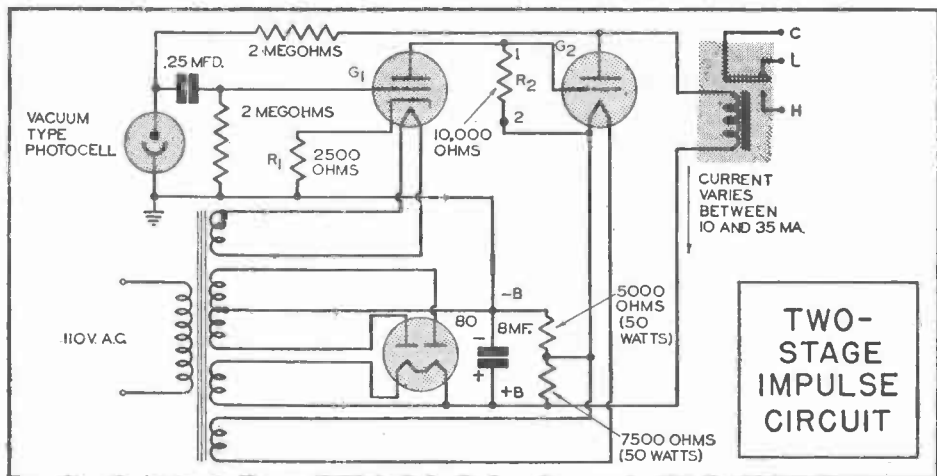 2 MEGOHMS
.25 MFD.
G1
G2
1
R2
2
10,000
OHMS
C
L
H
VACUUM
TYPE
PHOTOCELL
2 MEGOHMS
R1
2500
OHMS
CURRENT
VARIES
BETWEEN
10 AND 35 MA.
110V. A.C.
80
-B
8MF.
-
+
+B
5000
OHMS
(50
WATTS)
7500 OHMS
(50 WATTS)
TWO-
STAGE
IMPULSE
CIRCUIT